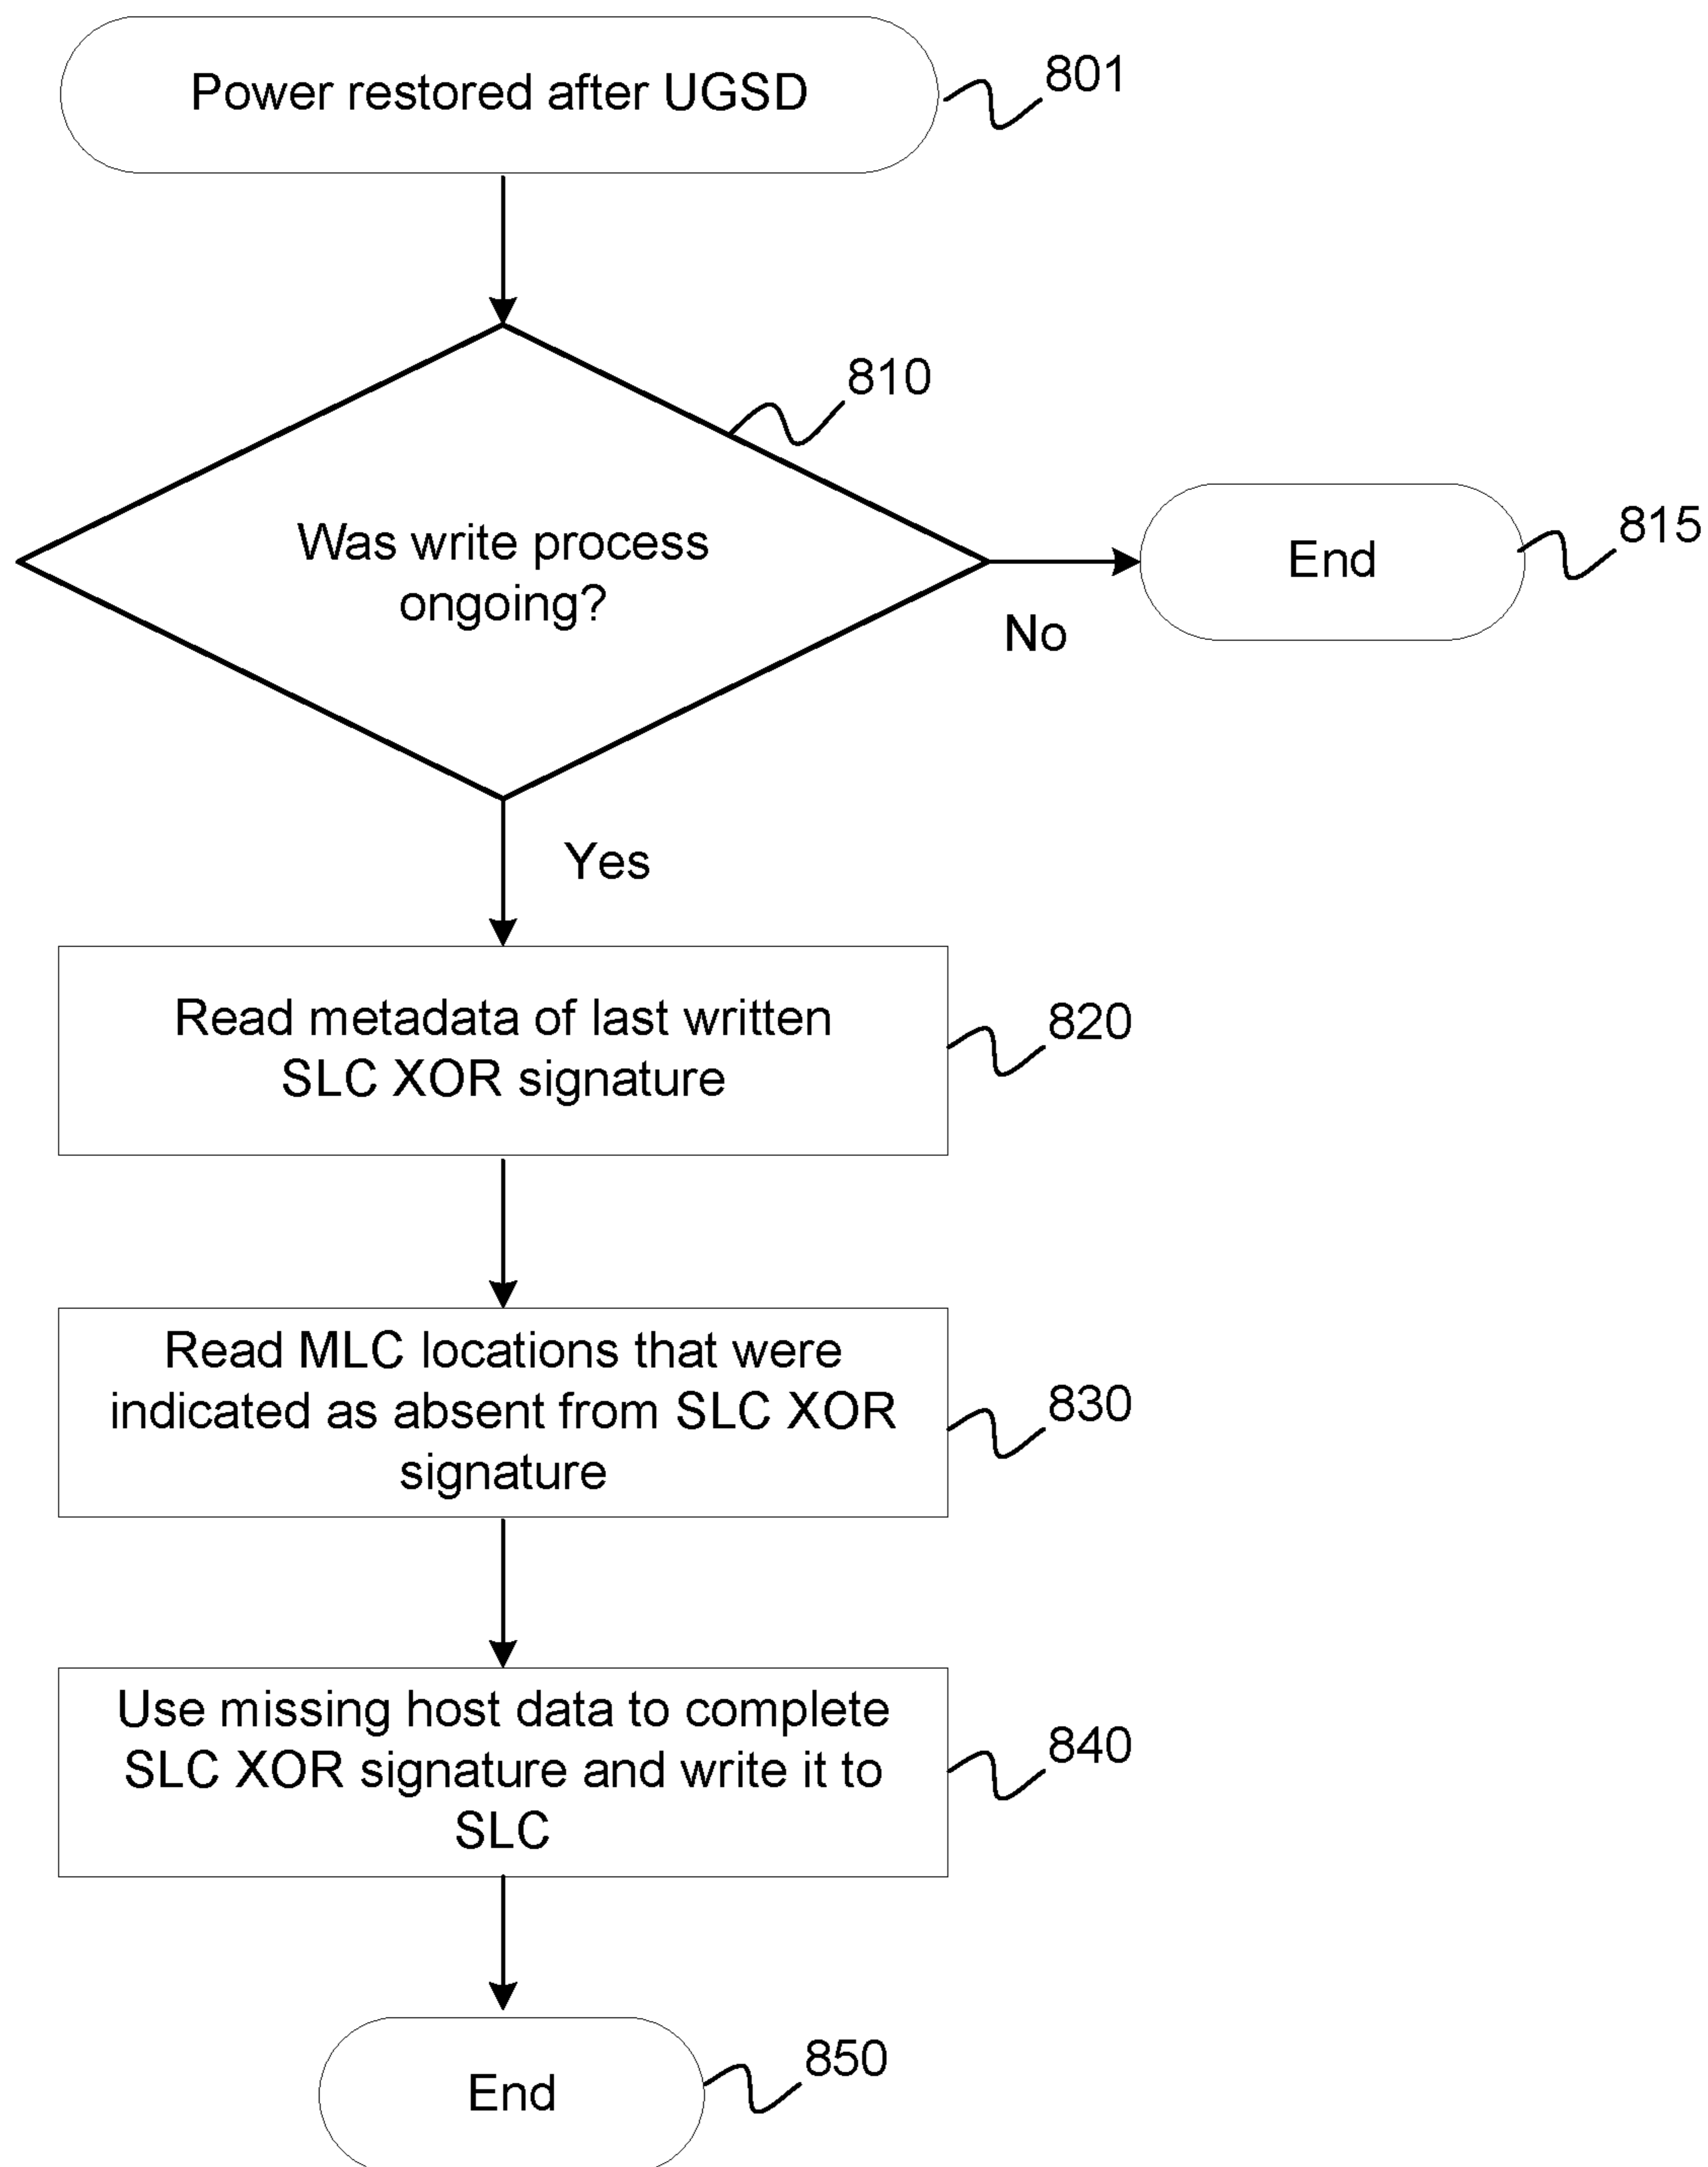 Power restored after UGSD
801
810
Was write process
ongoing?
End
815
No
Yes
Read metadata of last written
SLC XOR signature
820
Read MLC locations that were
indicated as absent from SLC XOR
signature
830
Use missing host data to complete
SLC XOR signature and write it to
SLC
840
End
850